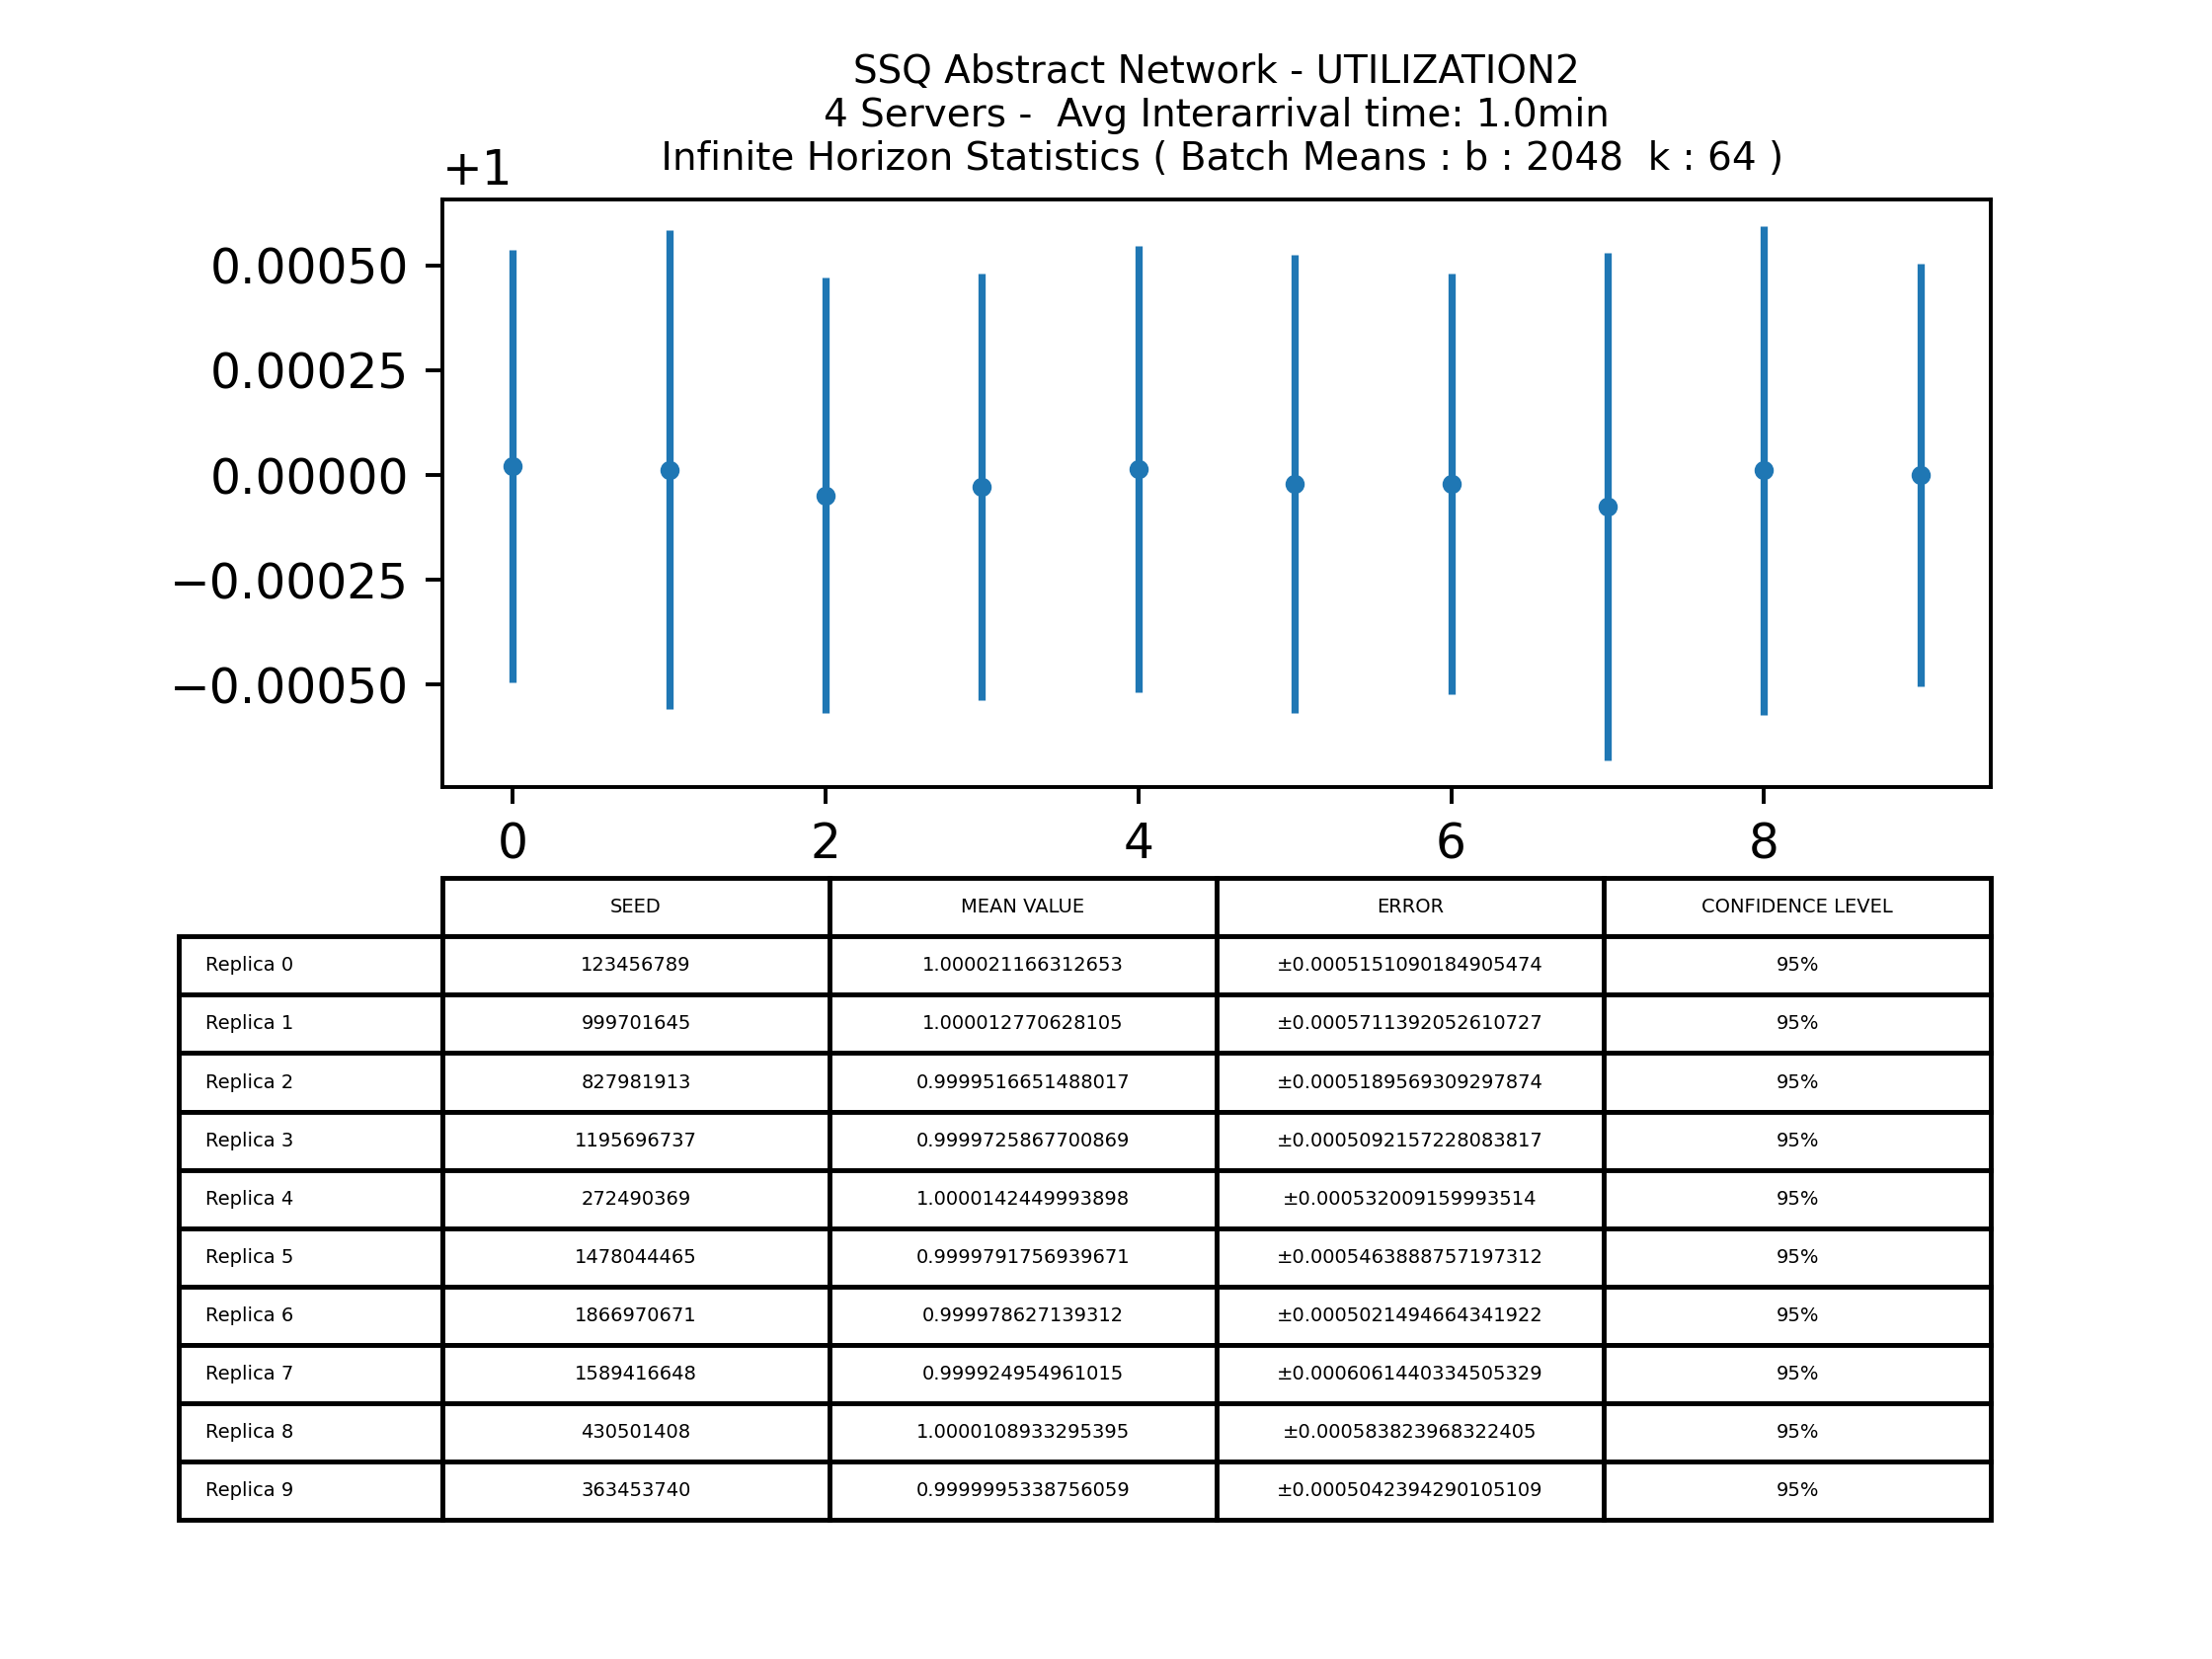 SSQ Abstract Network - UTILIZATION2
4 Servers -  Avg Interarrival time: 1.0min
Infinite Horizon Statistics ( Batch Means : b : 2048  k : 64 )
+1
0.00050
0.00025
0.00000
−0.00025
−0.00050
0 2 4 6 8
SEED MEAN VALUE ERROR CONFIDENCE LEVEL
Replica 0 123456789 1.000021166312653 ±0.0005151090184905474 95%
Replica 1 999701645 1.000012770628105 ±0.0005711392052610727 95%
Replica 2 827981913 0.9999516651488017 ±0.0005189569309297874 95%
Replica 3 1195696737 0.9999725867700869 ±0.0005092157228083817 95%
Replica 4 272490369 1.0000142449993898 ±0.000532009159993514 95%
Replica 5 1478044465 0.9999791756939671 ±0.0005463888757197312 95%
Replica 6 1866970671 0.999978627139312 ±0.0005021494664341922 95%
Replica 7 1589416648 0.999924954961015 ±0.0006061440334505329 95%
Replica 8 430501408 1.0000108933295395 ±0.000583823968322405 95%
Replica 9 363453740 0.9999995338756059 ±0.0005042394290105109 95%